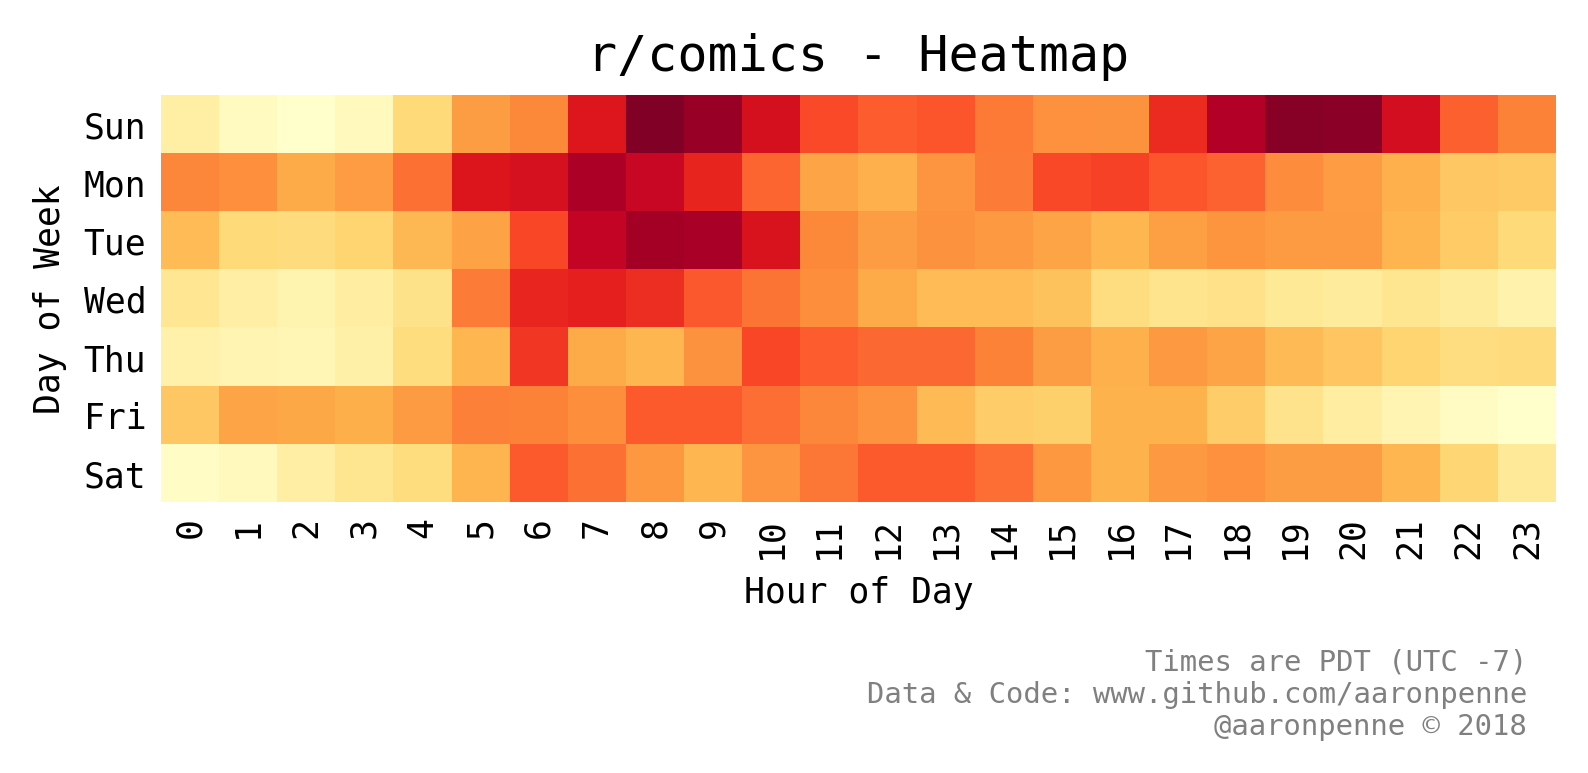 r/comics - Heatmap
Day of Week
Sun
Mon
Tue
Wed
Thu
Fri
Sat
0 1 2 3 4 5 6 7 8 9 10 11 12 13 14 15 16 17 18 19 20 21 22 23
Hour of Day
Times are PDT (UTC -7)
Data & Code: www.github.com/aaronpenne
@aaronpenne © 2018